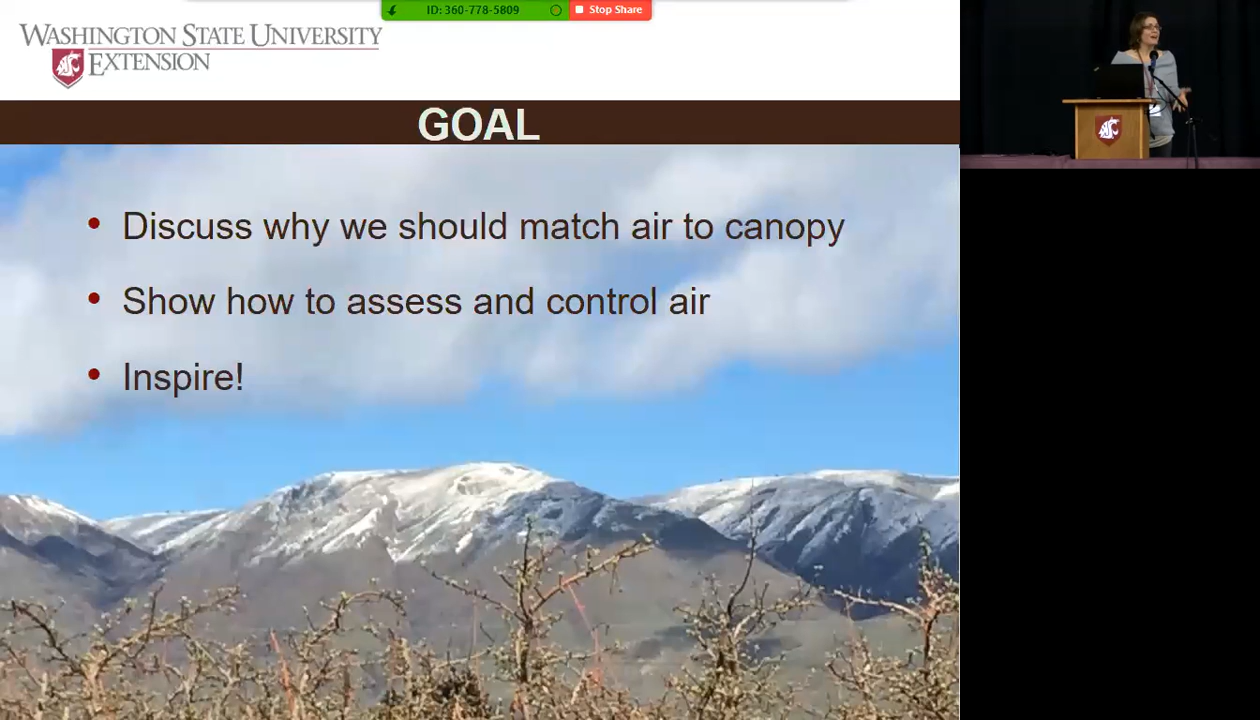 ID: 360-778-5809
Stop Share
WASHINGTON STATE UNIVERSITY
EXTENSION
GOAL
• Discuss why we should match air to canopy
• Show how to assess and control air
• Inspire!